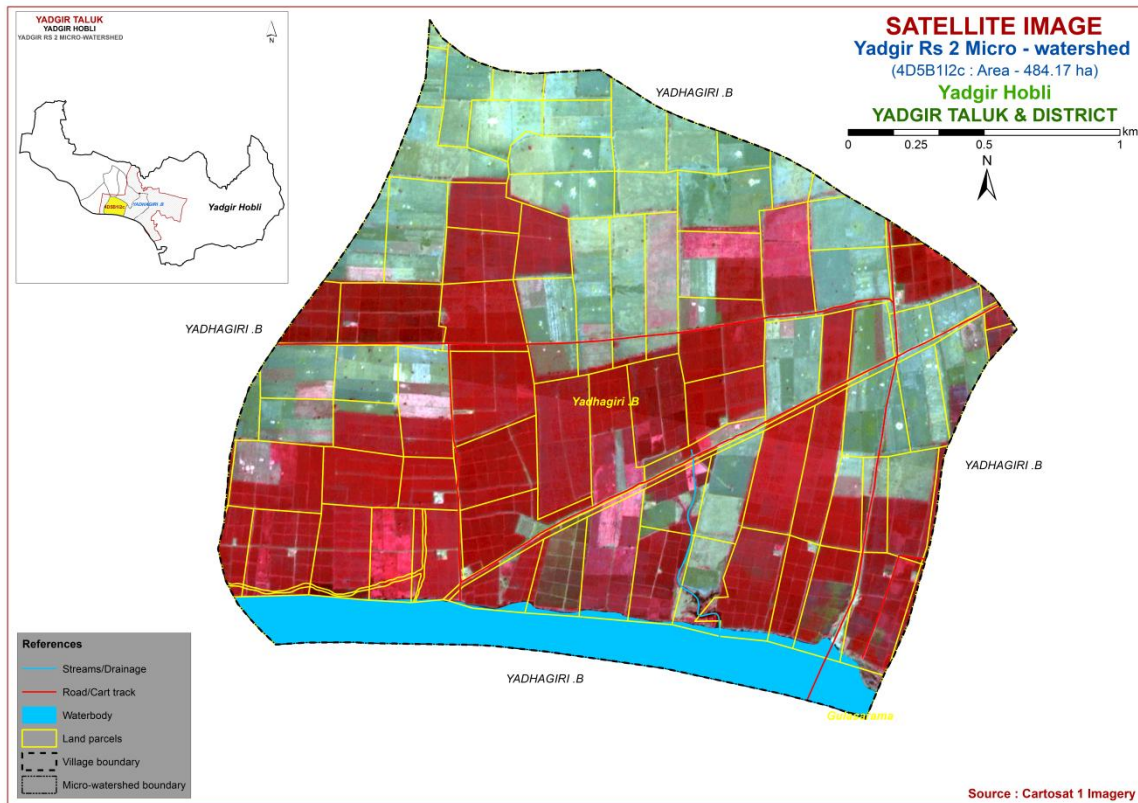 YADGIR TALUK
YADGIR HOBLI
YADGIR RS 2 MICRO-WATERSHED
N
4D5B1I2c
YADHAGIRI .B
Yadgir Hobli
SATELLITE IMAGE
Yadgir Rs 2 Micro - watershed
(4D5B1I2c : Area - 484.17 ha)
Yadgir Hobli
YADGIR TALUK & DISTRICT
km
0 0.25 0.5 1
N
YADHAGIRI .B
YADHAGIRI .B
Yadhagiri .B
YADHAGIRI .B
YADHAGIRI .B
References
Streams/Drainage
Road/Cart track
Waterbody
Land parcels
Village boundary
Micro-watershed boundary
Source : Cartosat 1 Imagery